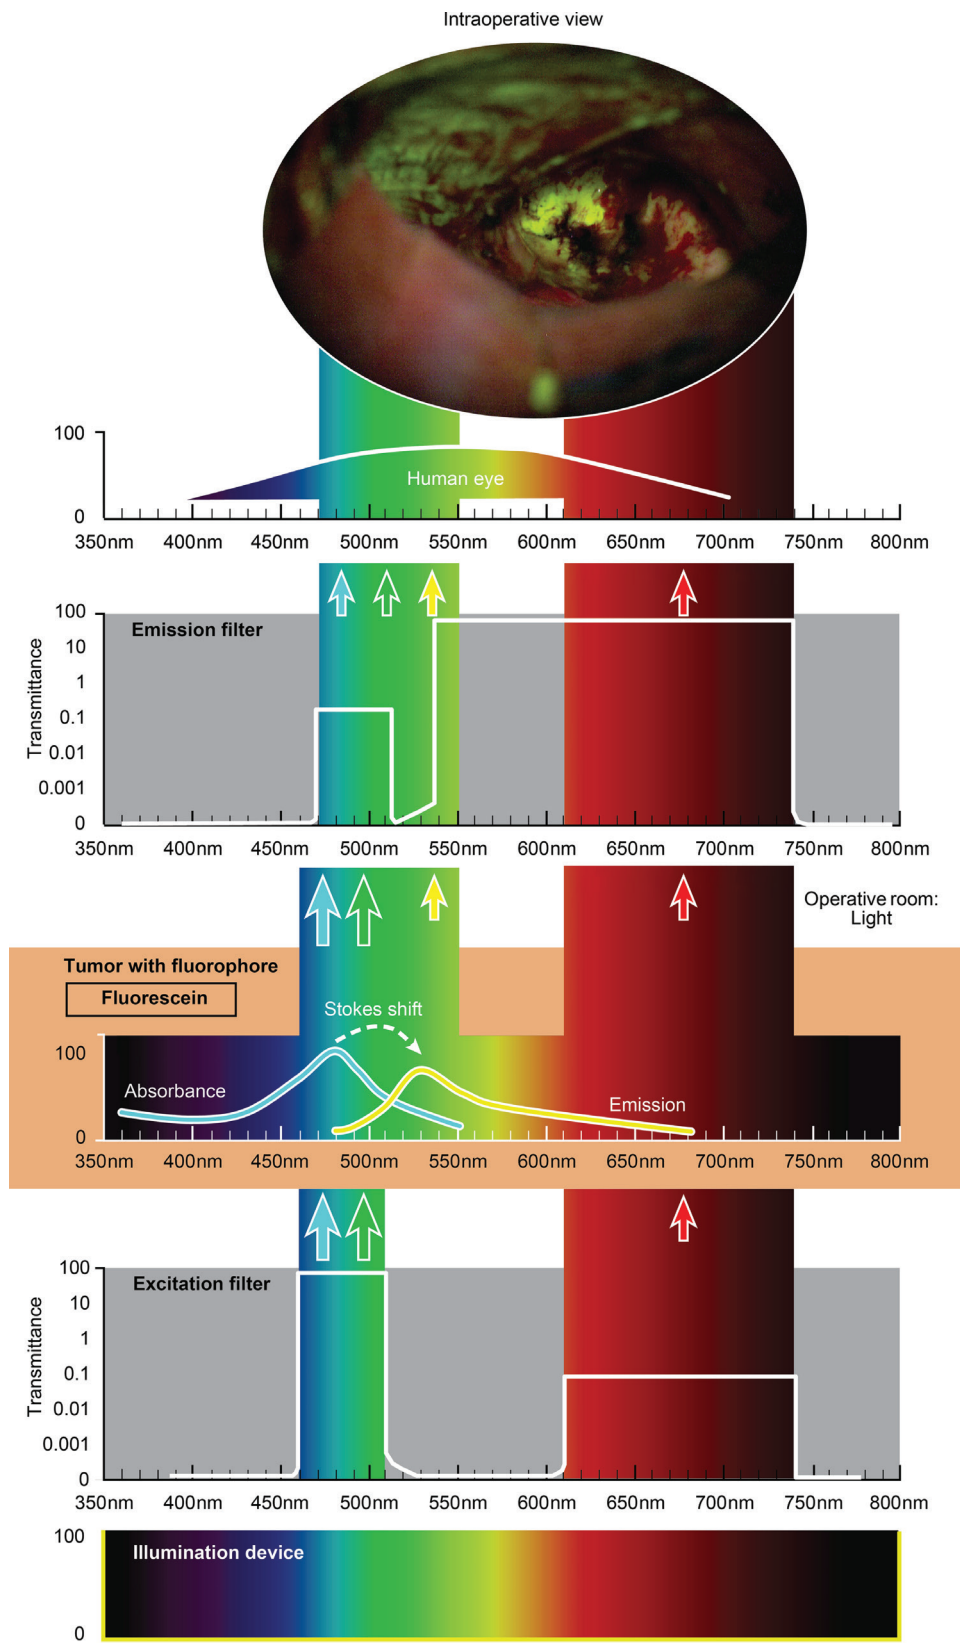 Intraoperative view
100
Human eye
0
350nm 400nm 450nm 500nm 550nm 600nm 650nm 700nm 750nm 800nm
100
Emission filter
10
1
Transmittance
0.1
0.01
0.001
0
350nm 400nm 450nm 500nm 550nm 600nm 650nm 700nm 750nm 800nm
Operative room:
Light
Tumor with fluorophore
Fluorescein
Stokes shift
100
Absorbance
Emission
0
350nm 400nm 450nm 500nm 550nm 600nm 650nm 700nm 750nm 800nm
100
Excitation filter
10
1
Transmittance
0.1
0.01
0.001
0
350nm 400nm 450nm 500nm 550nm 600nm 650nm 700nm 750nm 800nm
100
Illumination device
0